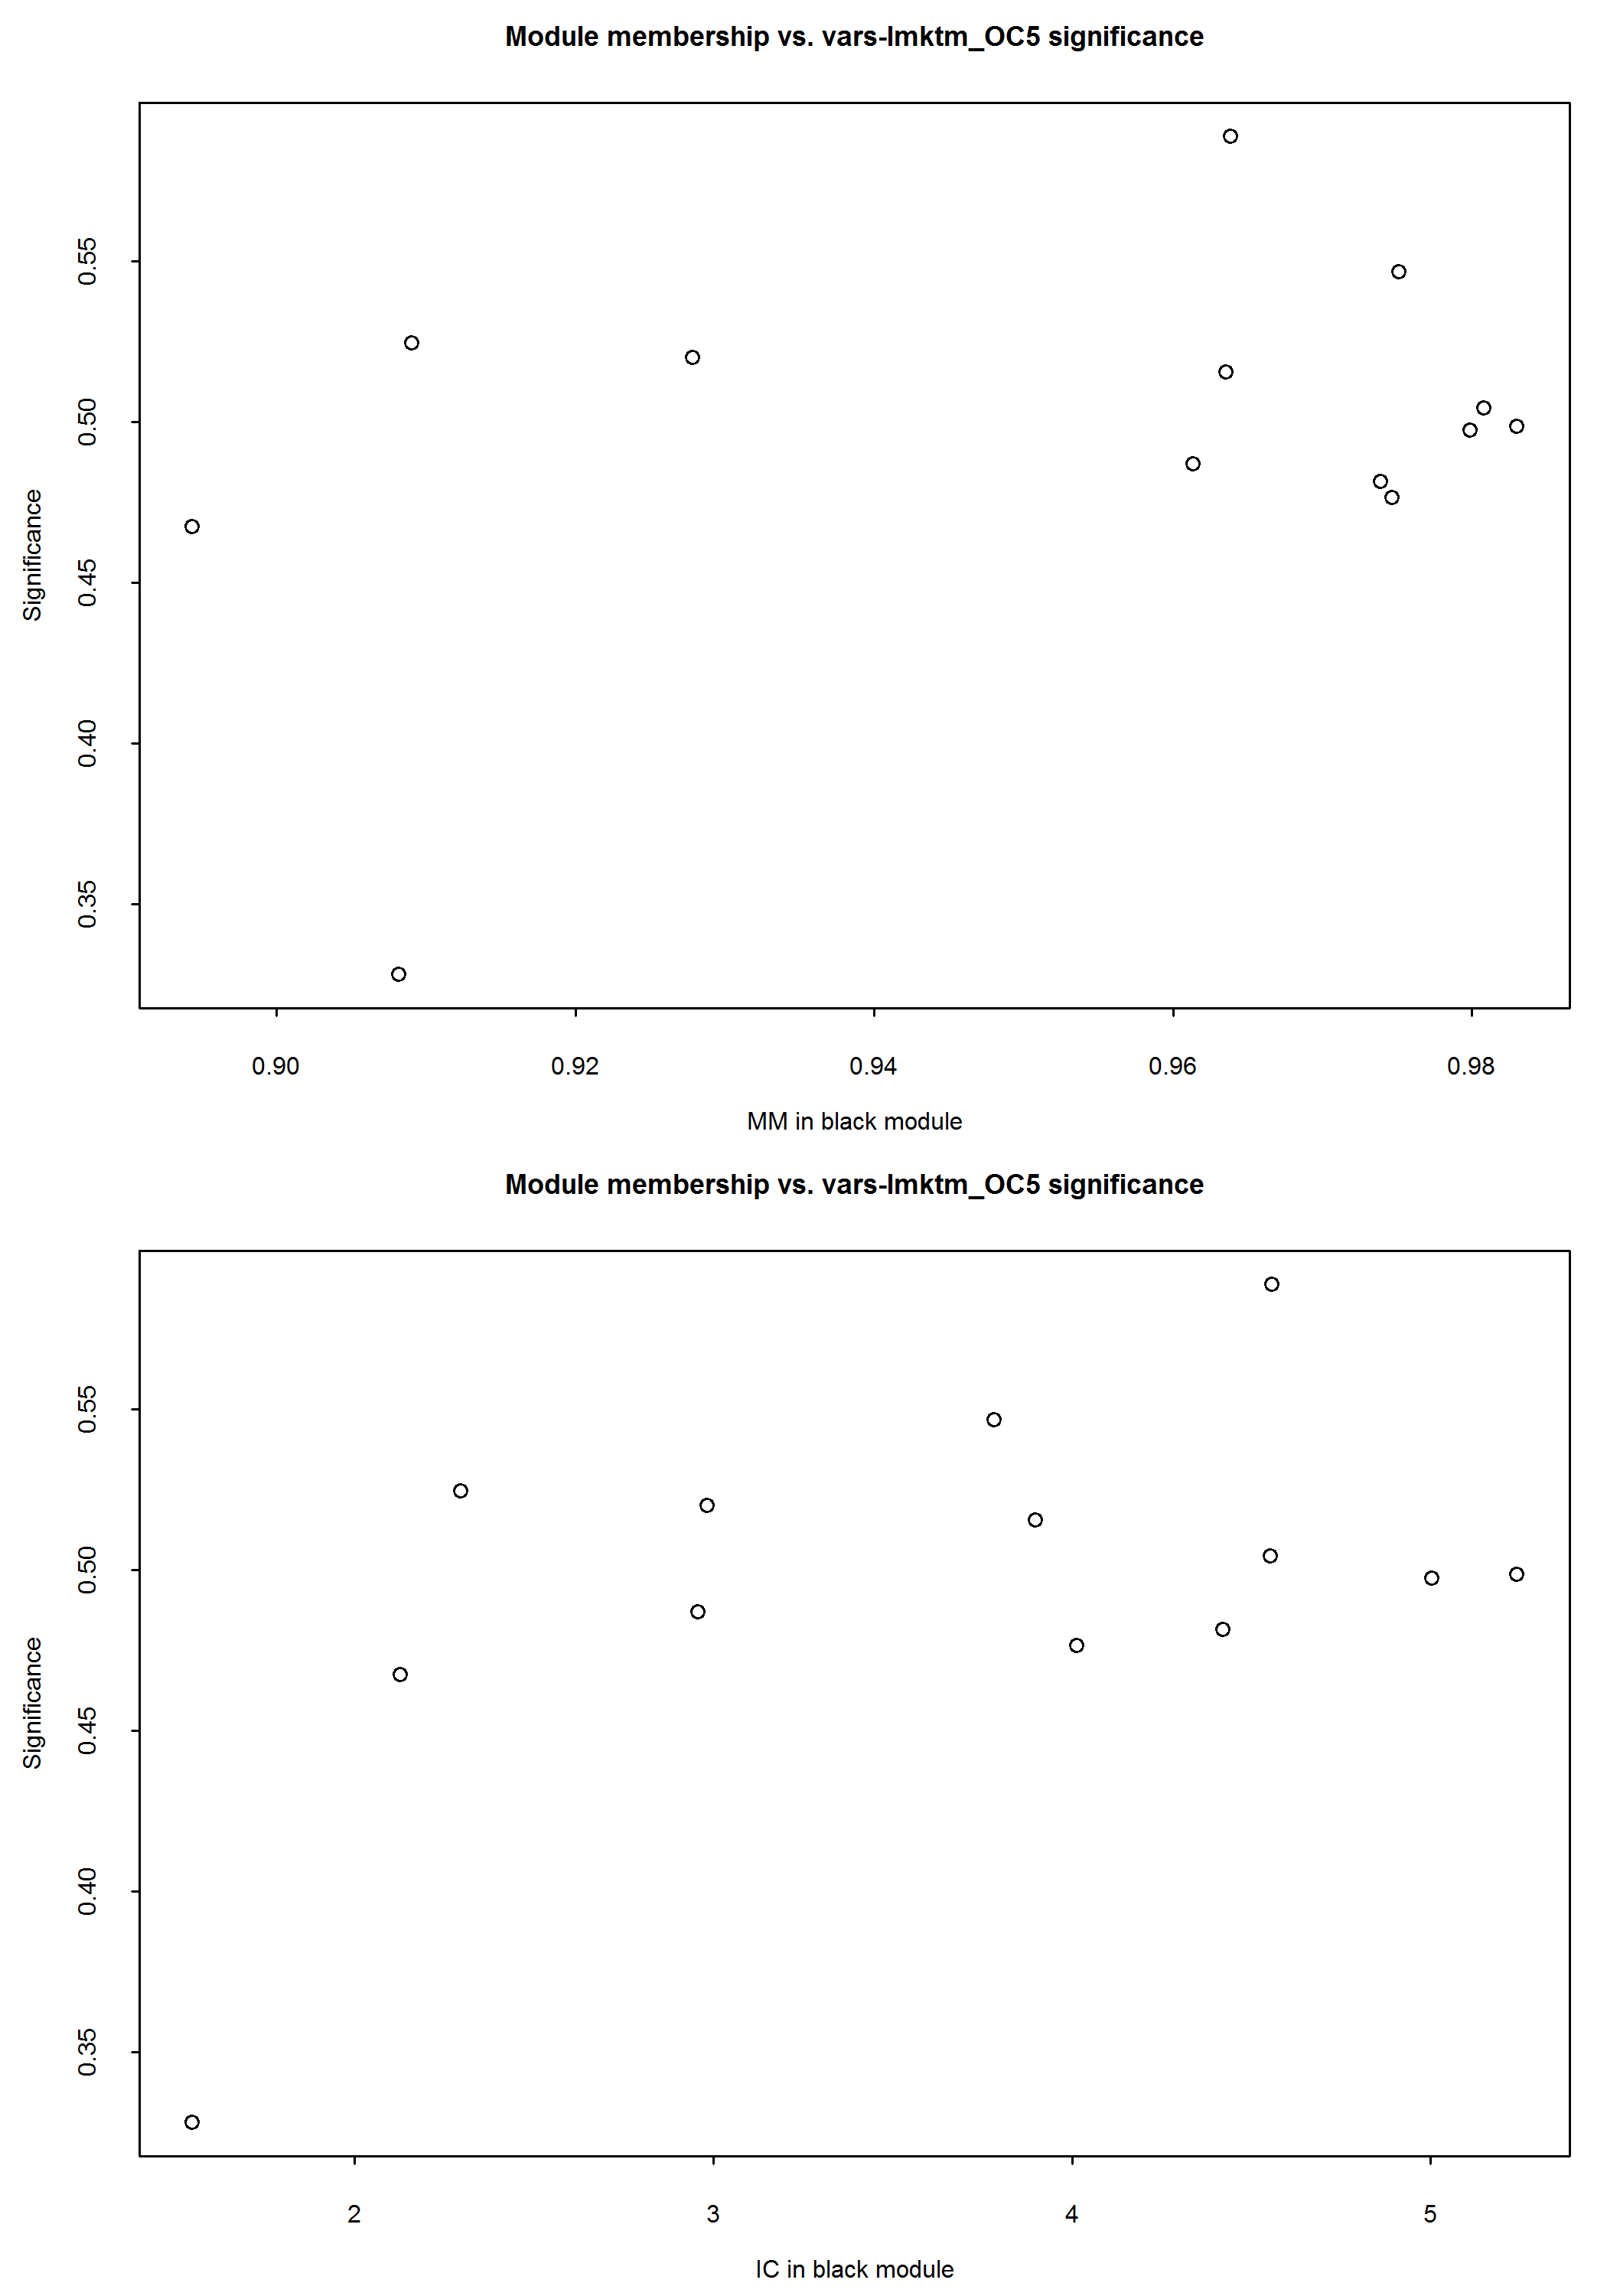 Module membership vs. vars-lmktm_OC5 significance
Significance
0.55
0.50
0.45
0.40
0.35
0.90 0.92 0.94 0.96 0.98
MM in black module
Module membership vs. vars-lmktm_OC5 significance
Significance
0.55
0.50
0.45
0.40
0.35
2 3 4 5
IC in black module